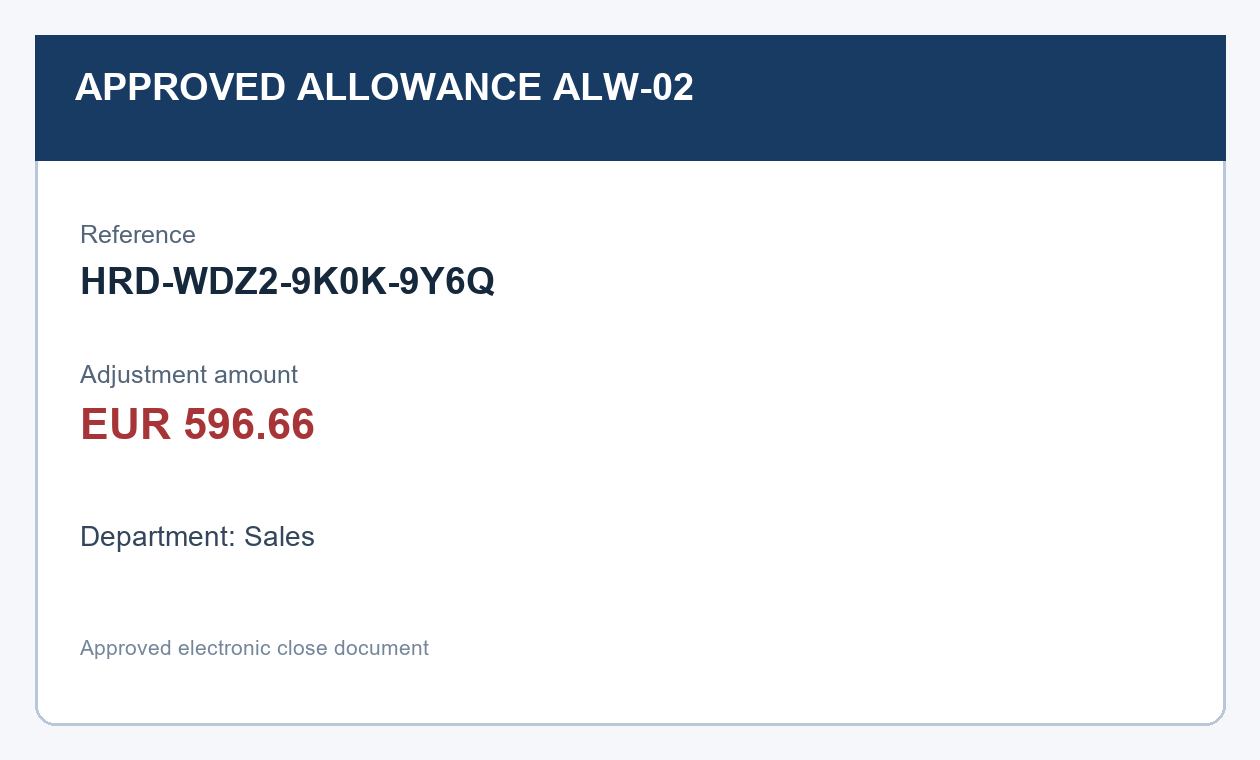 APPROVED ALLOWANCE ALW-02
Reference
HRD-WDZ2-9K0K-9Y6Q
Adjustment amount
EUR 596.66
Department: Sales
Approved electronic close document